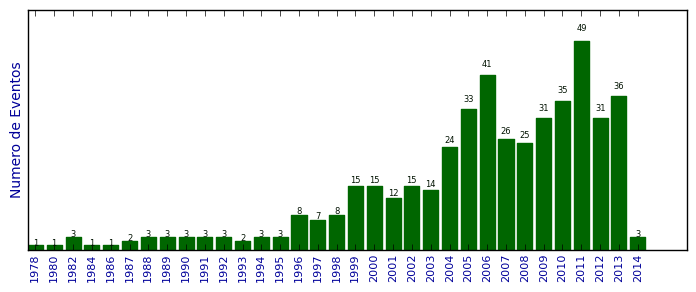 Numero de Eventos
1 1 3 1 1 2 3 3 3 3 3 2 3 3 8 7 8 15 15 12 15 14 24 33 41 26 25 31 35 49 31 36 3
1978 1980 1982 1984 1986 1987 1988 1989 1990 1991 1992 1993 1994 1995 1996 1997 1998 1999 2000 2001 2002 2003 2004 2005 2006 2007 2008 2009 2010 2011 2012 2013 2014